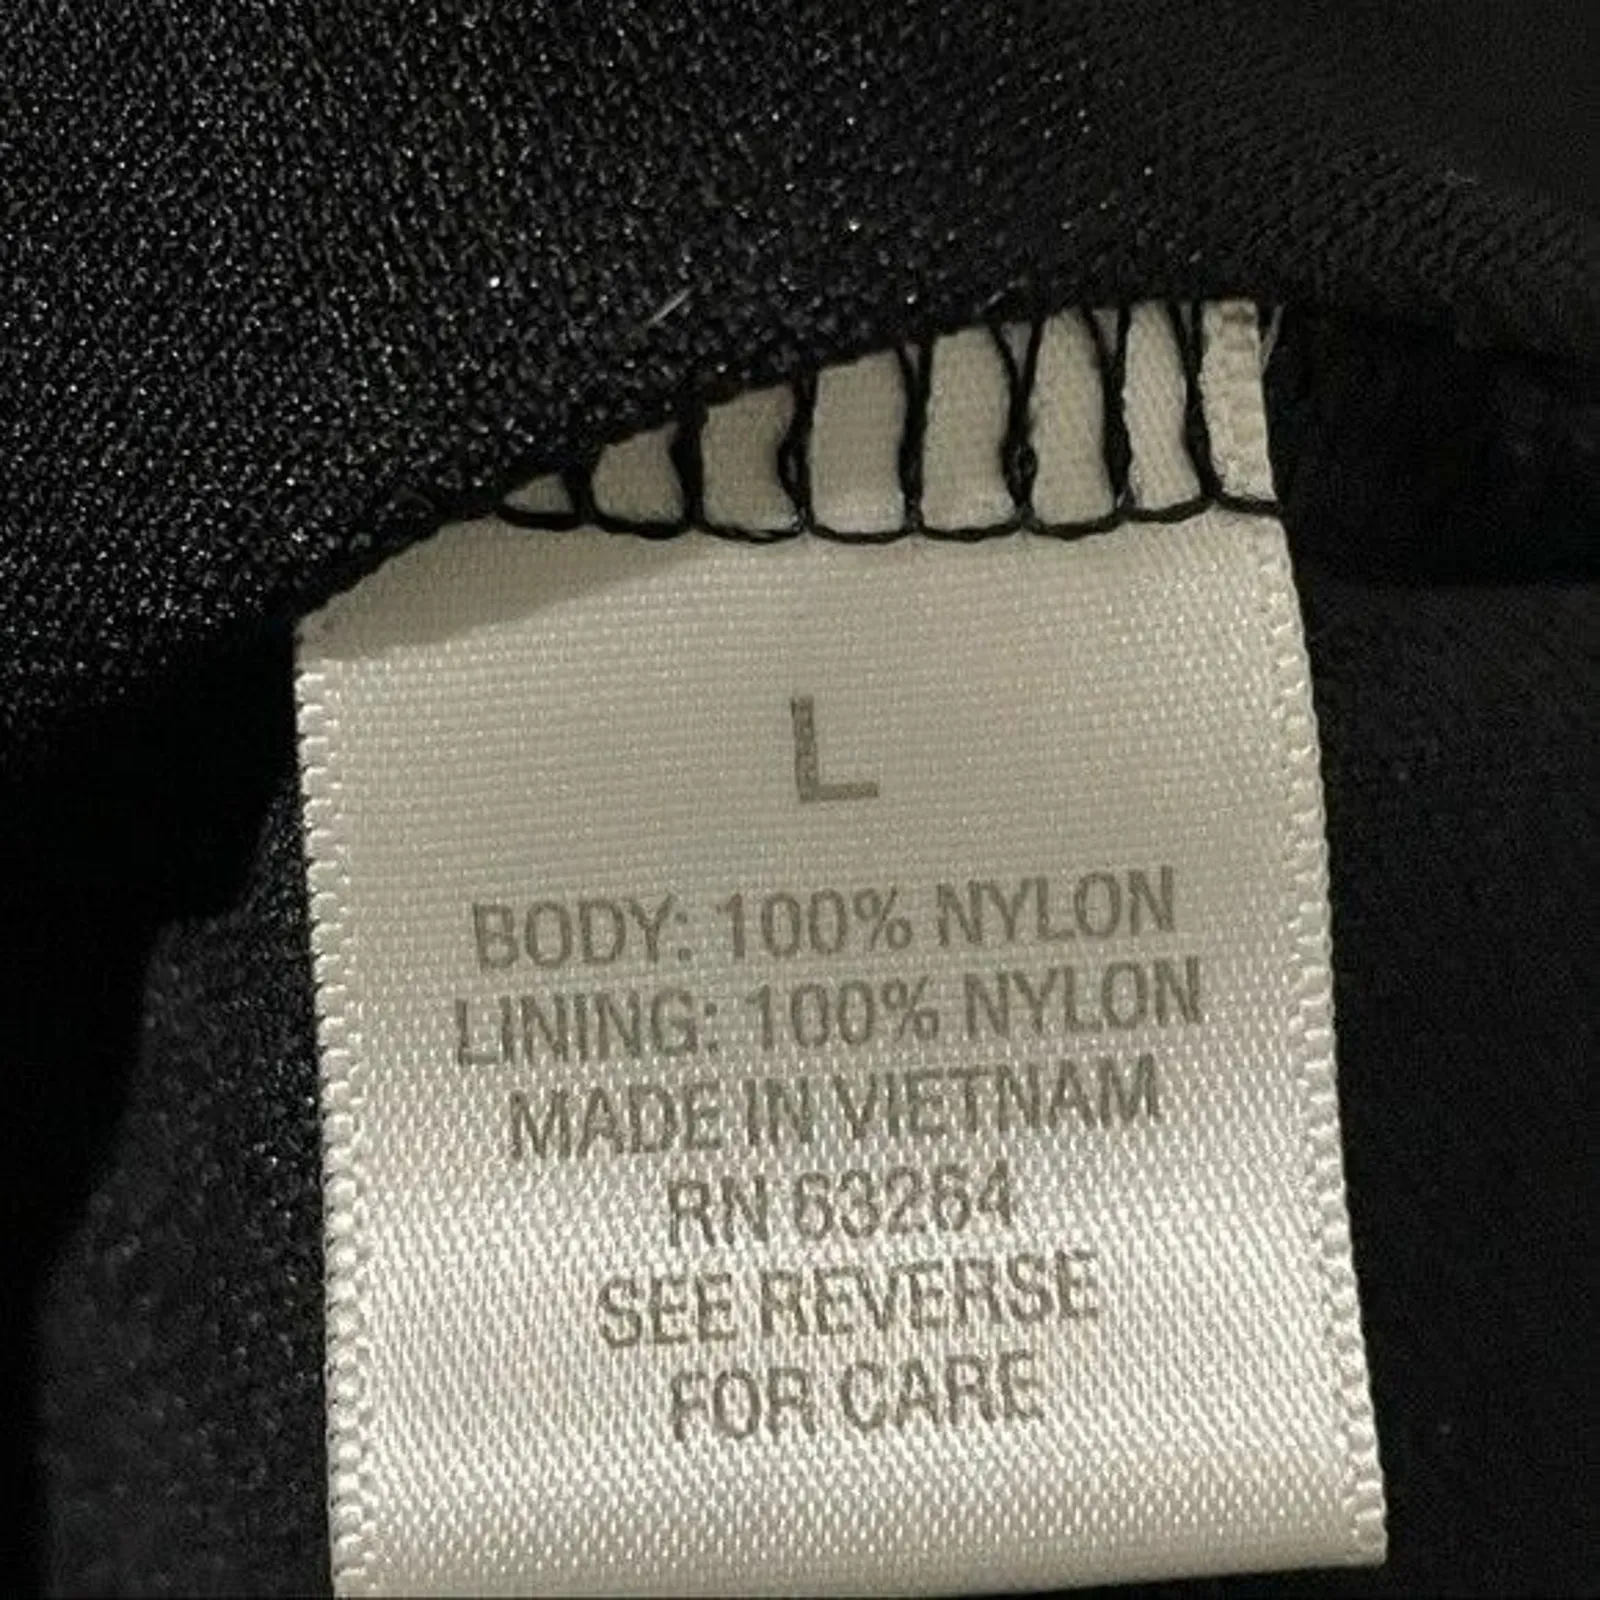 L
BODY: 100% NYLON
LINING: 100% NYLON
MADE IN VIETNAM
RN 63264
SEE REVERSE
FOR CARE